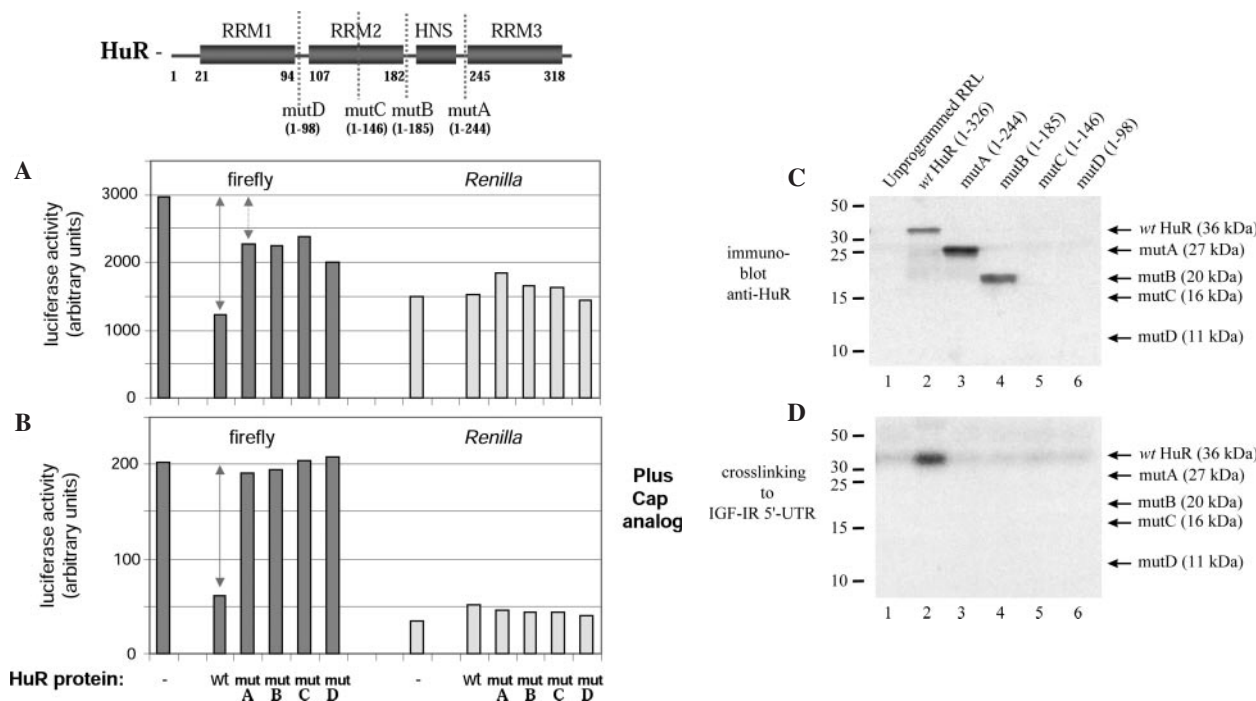 RRM1 RRM2 HNS RRM3
HuR -
1 21 94 107 182 245 318
mutD mutC mutB mutA
(1-98) (1-146) (1-185) (1-244)
A
firefly Renilla
luciferase activity
(arbitrary units)
3000
2000
1000
0
B
firefly Renilla
luciferase activity
(arbitrary units)
200
100
0
Plus
Cap
analog
HuR protein: - wt mut mut mut mut - wt mut mut mut mut
A B C D A B C D
C
Unprogrammed RRL
wt HuR (1-326)
mutA (1-244)
mutB (1-185)
mutC (1-146)
mutD (1-98)
immuno-
blot
anti-HuR
50
30
25
15
10
wt HuR (36 kDa)
mutA (27 kDa)
mutB (20 kDa)
mutC (16 kDa)
mutD (11 kDa)
1 2 3 4 5 6
D
crosslinking
to
IGF-IR 5'-UTR
50
30
25
15
10
wt HuR (36 kDa)
mutA (27 kDa)
mutB (20 kDa)
mutC (16 kDa)
mutD (11 kDa)
1 2 3 4 5 6